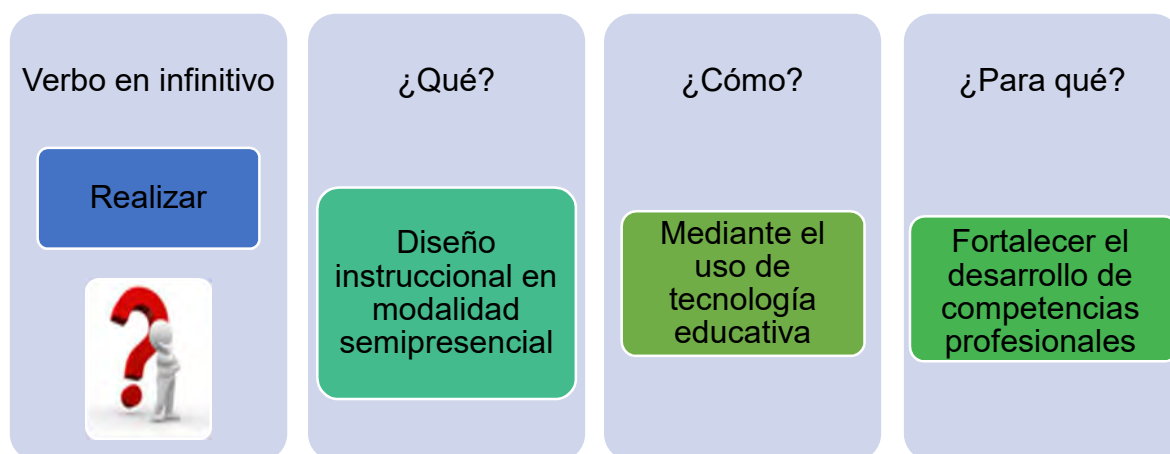 Verbo en infinitivo
Realizar
¿Qué?
Diseño
instruccional en
modalidad
semipresencial
¿Cómo?
Mediante el
uso de
tecnología
educativa
¿Para qué?
Fortalecer el
desarrollo de
competencias
profesionales